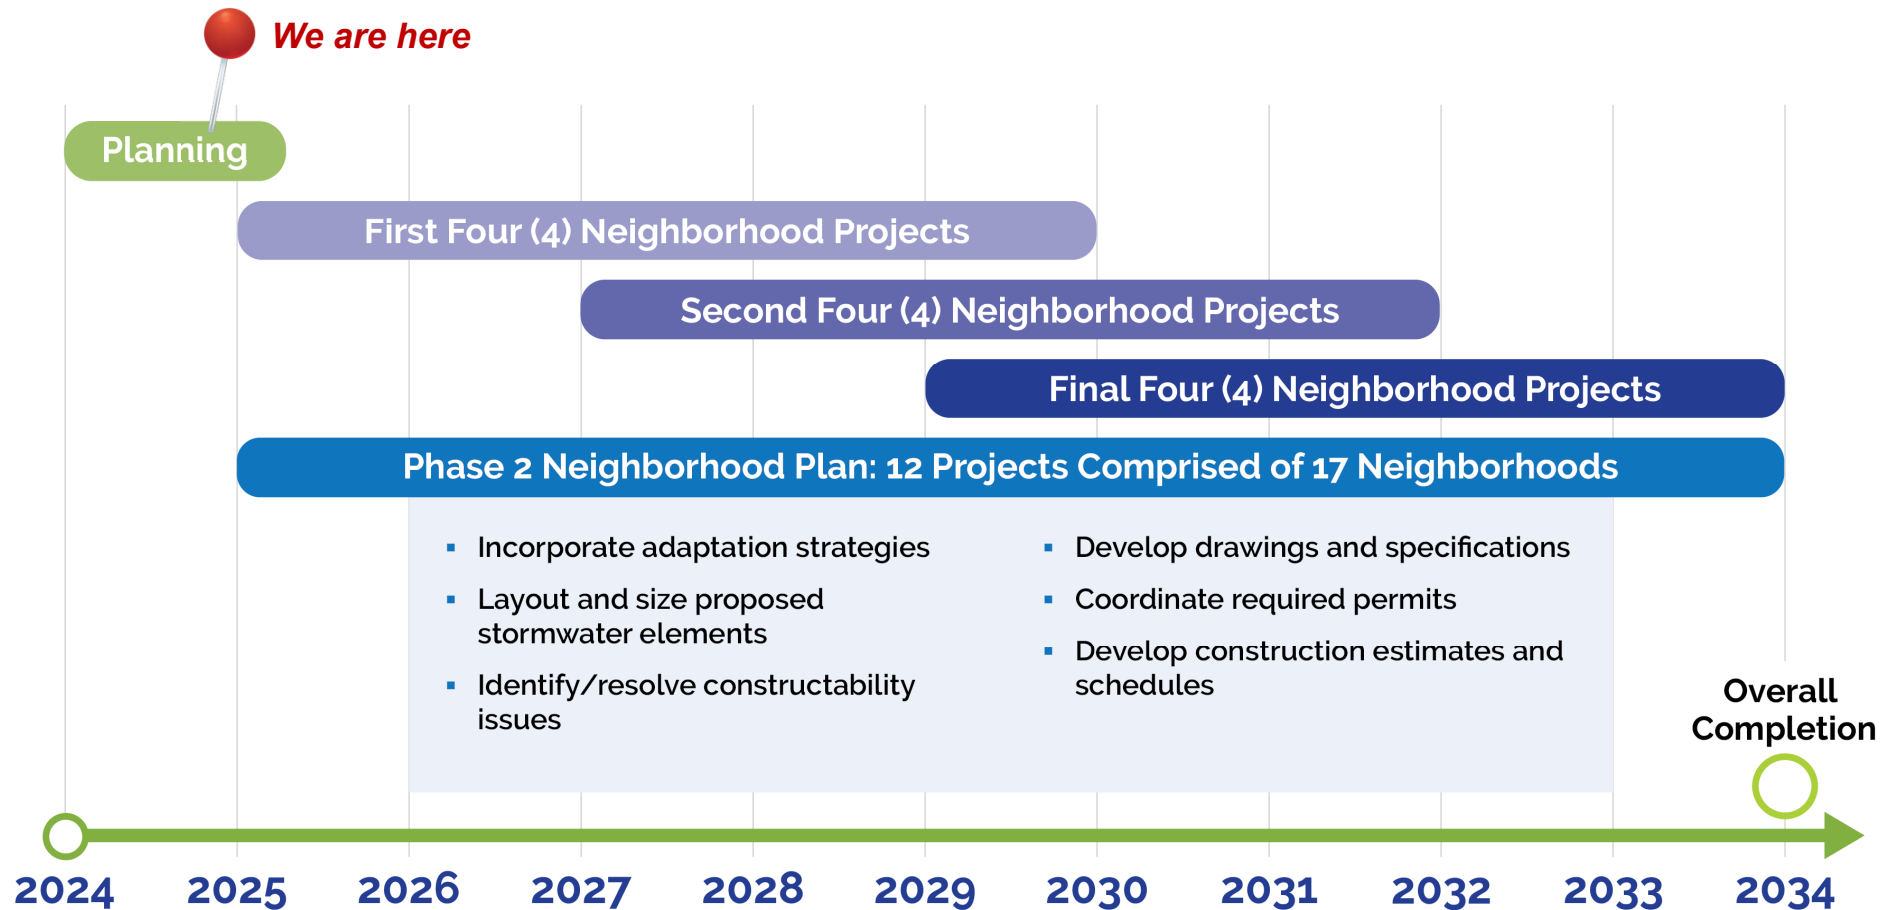 We are here
Planning
First Four (4) Neighborhood Projects
Second Four (4) Neighborhood Projects
Final Four (4) Neighborhood Projects
Phase 2 Neighborhood Plan: 12 Projects Comprised of 17 Neighborhoods
▪ Incorporate adaptation strategies
▪ Layout and size proposed
stormwater elements
▪ Identify/resolve constructability
issues
▪ Develop drawings and specifications
▪ Coordinate required permits
▪ Develop construction estimates and
schedules
Overall
Completion
2024 2025 2026 2027 2028 2029 2030 2031 2032 2033 2034